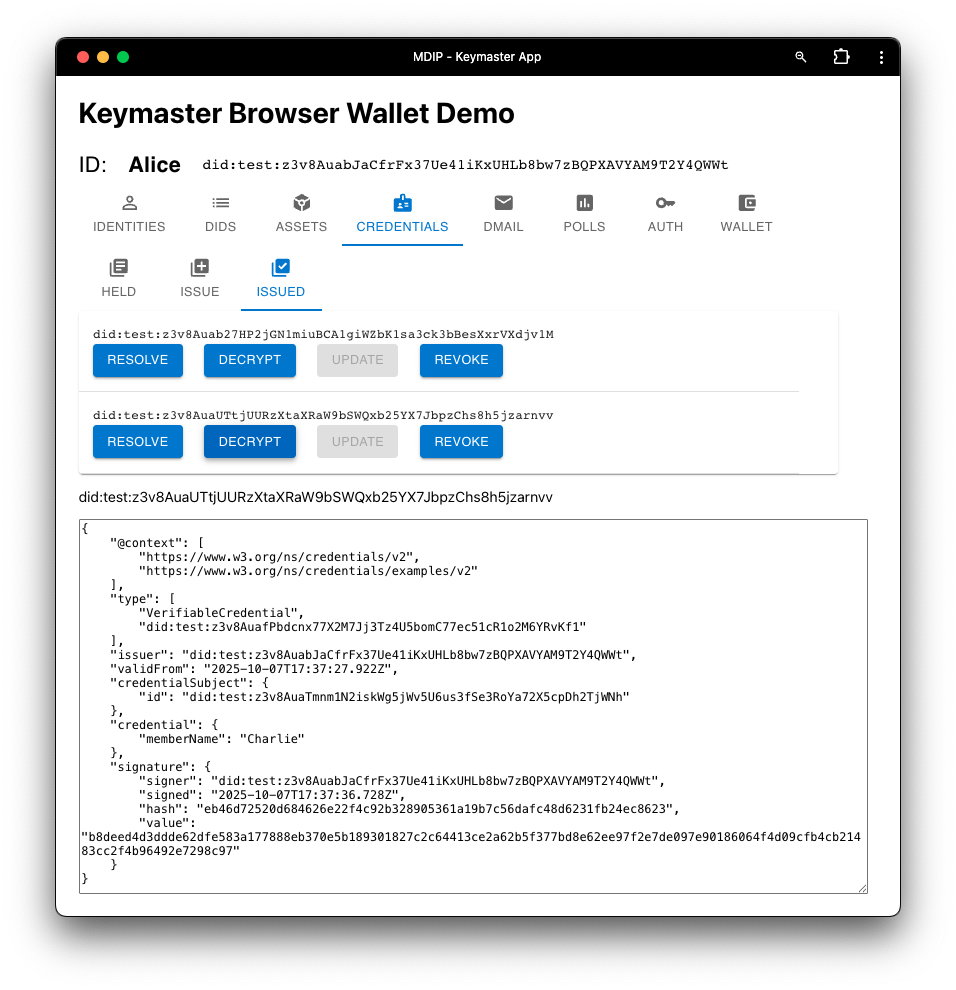 MDIP - Keymaster App
Keymaster Browser Wallet Demo
ID: Alice did:test:z3v8AuabJaCfrFx37Ue41iKxUHLb8bw7zBQPXAVYAM9T2Y4QWWt
IDENTITIES DIDS ASSETS CREDENTIALS DMAIL POLLS AUTH WALLET
HELD ISSUE ISSUED
did:test:z3v8Auab27HP2jGN1miuBCA1giWZbK1sa3ck3bBesXxrVXdjv1M
RESOLVE DECRYPT UPDATE REVOKE
did:test:z3v8AuaUTtjUURzXtaXRaW9bSWQxb25YX7JbpzChs8h5jzarnvv
RESOLVE DECRYPT UPDATE REVOKE
did:test:z3v8AuaUTtjUURzXtaXRaW9bSWQxb25YX7JbpzChs8h5jzarnvv
{
    "@context": [
        "https://www.w3.org/ns/credentials/v2",
        "https://www.w3.org/ns/credentials/examples/v2"
    ],
    "type": [
        "VerifiableCredential",
        "did:test:z3v8AuafPbdcnx77X2M7Jj3Tz4U5bomC77ec51cR1o2M6YRvKf1"
    ],
    "issuer": "did:test:z3v8AuabJaCfrFx37Ue41iKxUHLb8bw7zBQPXAVYAM9T2Y4QWWt",
    "validFrom": "2025-10-07T17:37:27.922Z",
    "credentialSubject": {
        "id": "did:test:z3v8AuaTmnm1N2iskWg5jWv5U6us3fSe3RoYa72X5cpDh2TjWNh"
    },
    "credential": {
        "memberName": "Charlie"
    },
    "signature": {
        "signer": "did:test:z3v8AuabJaCfrFx37Ue41iKxUHLb8bw7zBQPXAVYAM9T2Y4QWWt",
        "signed": "2025-10-07T17:37:36.728Z",
        "hash": "eb46d72520d684626e22f4c92b328905361a19b7c56dafc48d6231fb24ec8623",
        "value":
"b8deed4d3ddde62dfe583a177888eb370e5b189301827c2c64413ce2a62b5f377bd8e62ee97f2e7de097e90186064f4d09cfb4cb214
83cc2f4b96492e7298c97"
    }
}